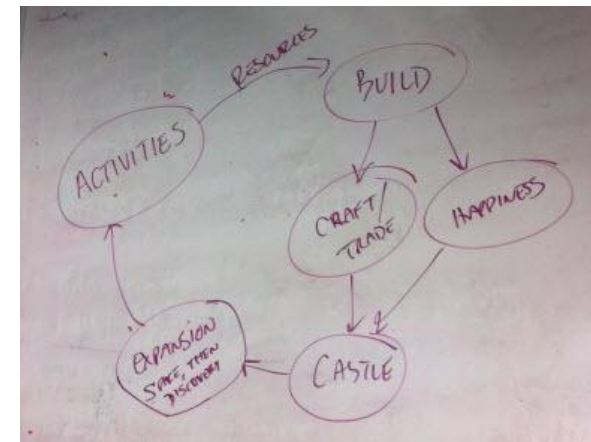 RESOURCES
BUILD
ACTIVITIES
CRAFT/
TRADE
HAPPINESS
EXPANSION
SPACE, THEN
DISCOVERY
CASTLE